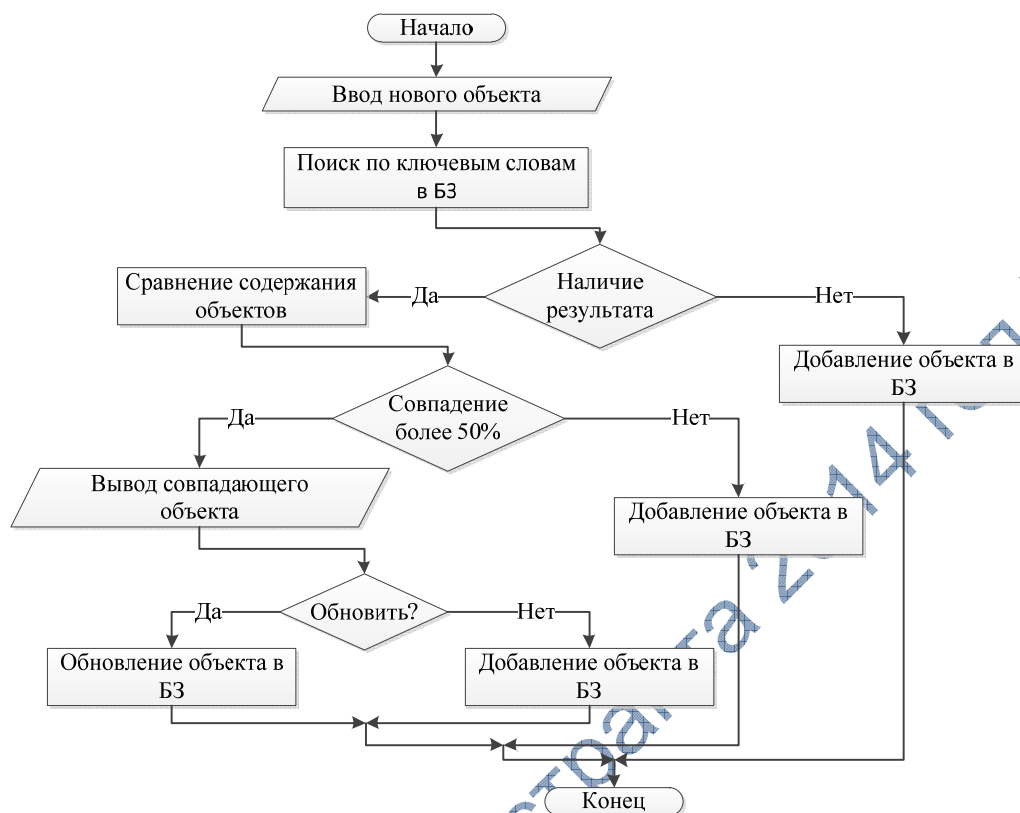 Начало
Ввод нового объекта
Поиск по ключевым словам
в БЗ
Наличие
результата
Да
Нет
Сравнение содержания
объектов
Добавление объекта в
БЗ
Совпадение
более 50%
Да
Нет
Вывод совпадающего
объекта
Добавление объекта в
БЗ
Обновить?
Да
Нет
Обновление объекта в
БЗ
Добавление объекта в
БЗ
Конец